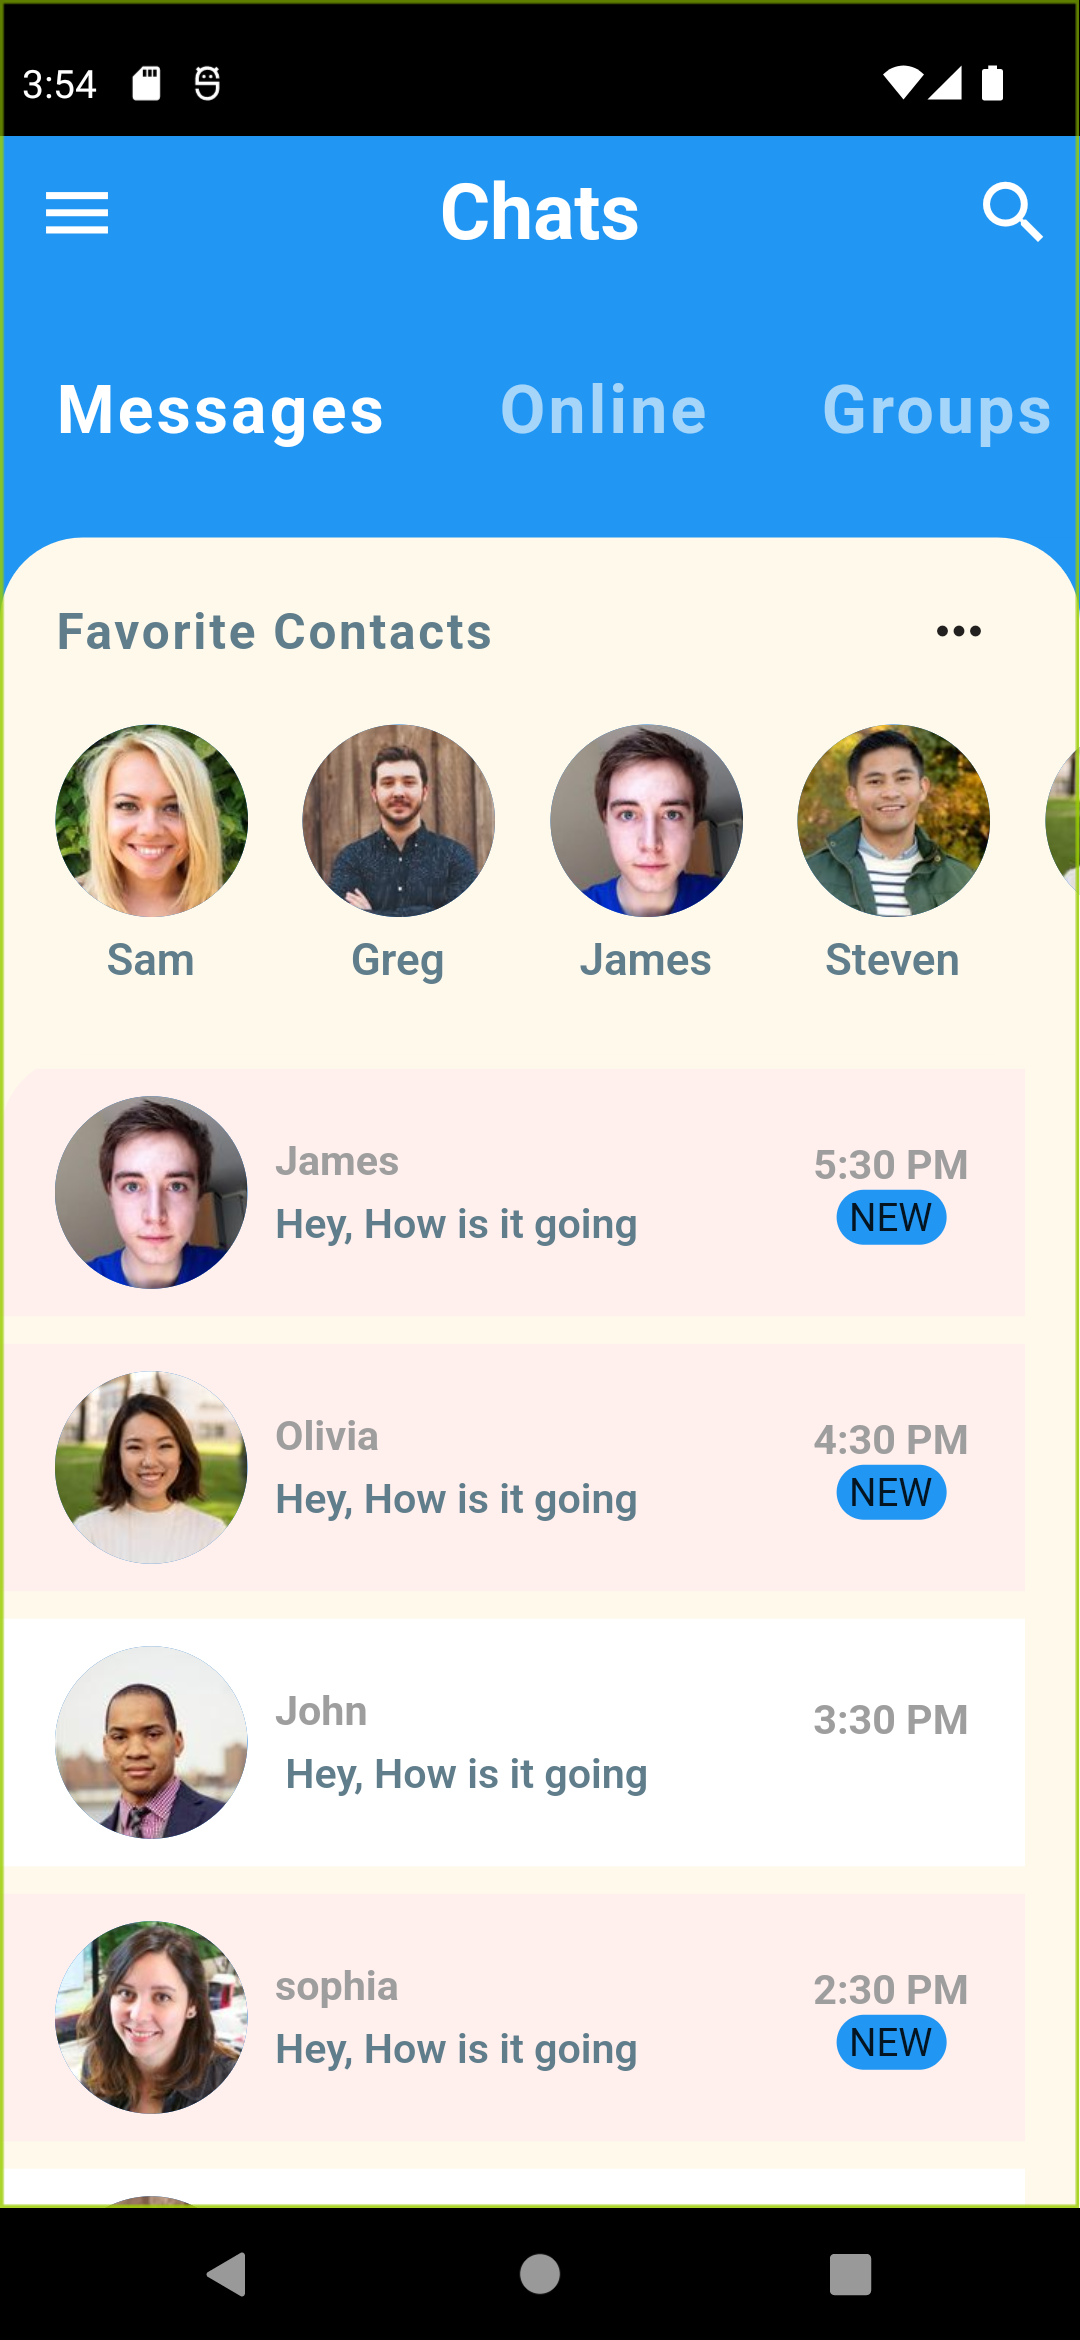 3:54
Chats
Messages Online Groups
Favorite Contacts
Sam Greg James Steven
James 5:30 PM
Hey, How is it going NEW
Olivia 4:30 PM
Hey, How is it going NEW
John 3:30 PM
Hey, How is it going
sophia 2:30 PM
Hey, How is it going NEW